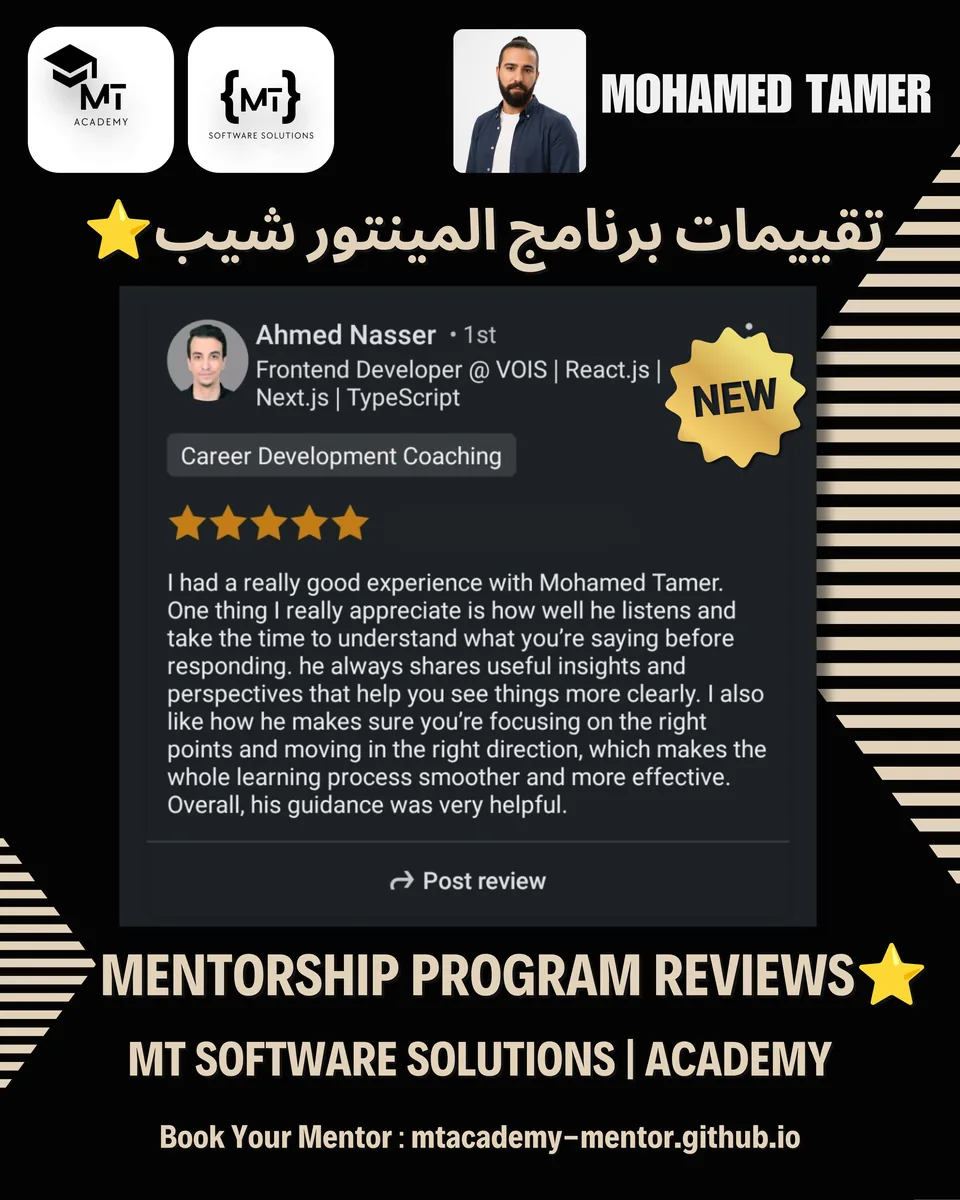 MT
ACADEMY
{MT}
SOFTWARE SOLUTIONS
MOHAMED TAMER
تقييمات برنامج المينتور شيب⭐
Ahmed Nasser • 1st
Frontend Developer @ VOIS | React.js |
Next.js | TypeScript
NEW
Career Development Coaching
I had a really good experience with Mohamed Tamer.
One thing I really appreciate is how well he listens and
take the time to understand what you’re saying before
responding. he always shares useful insights and
perspectives that help you see things more clearly. I also
like how he makes sure you’re focusing on the right
points and moving in the right direction, which makes the
whole learning process smoother and more effective.
Overall, his guidance was very helpful.
Post review
MENTORSHIP PROGRAM REVIEWS⭐
MT SOFTWARE SOLUTIONS | ACADEMY
Book Your Mentor : mtacademy-mentor.github.io